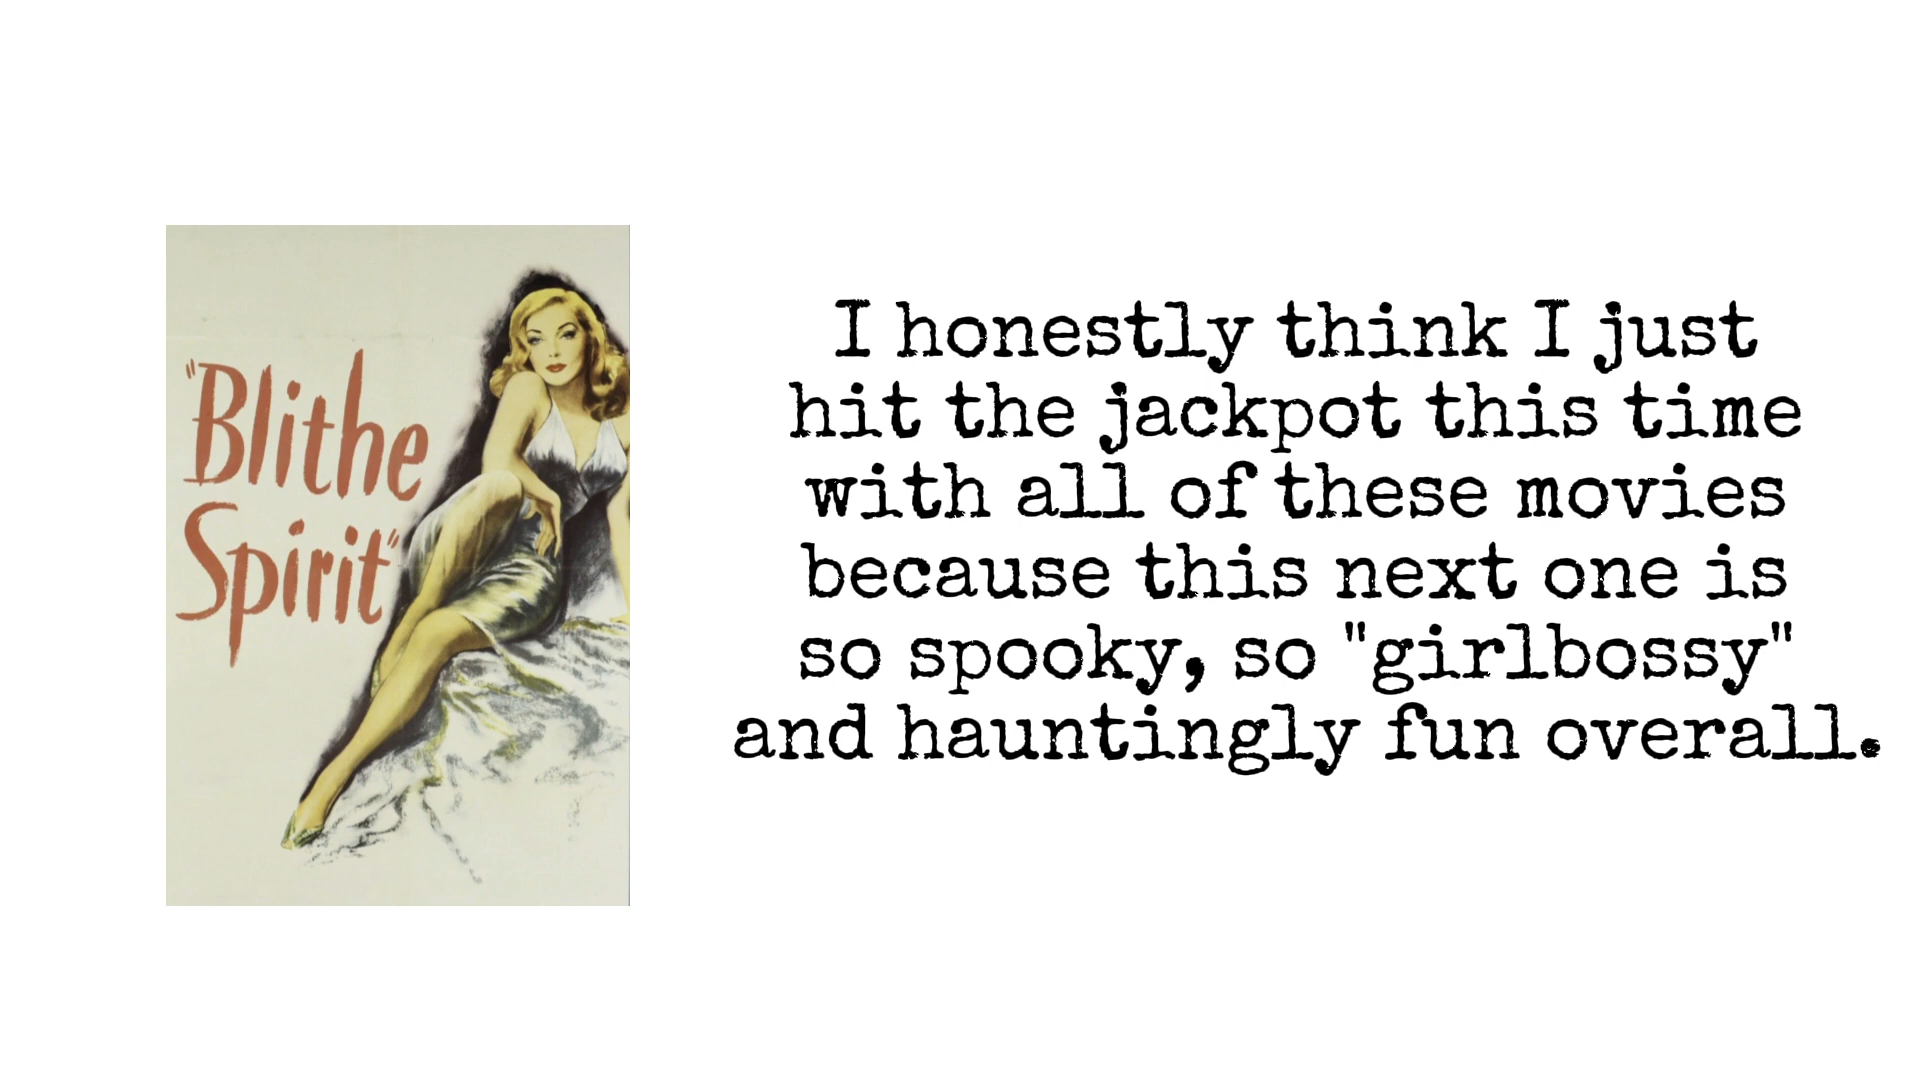 "Blithe
Spirit"
I honestly think I just
hit the jackpot this time
with all of these movies
because this next one is
so spooky, so "girlbossy"
and hauntingly fun overall.